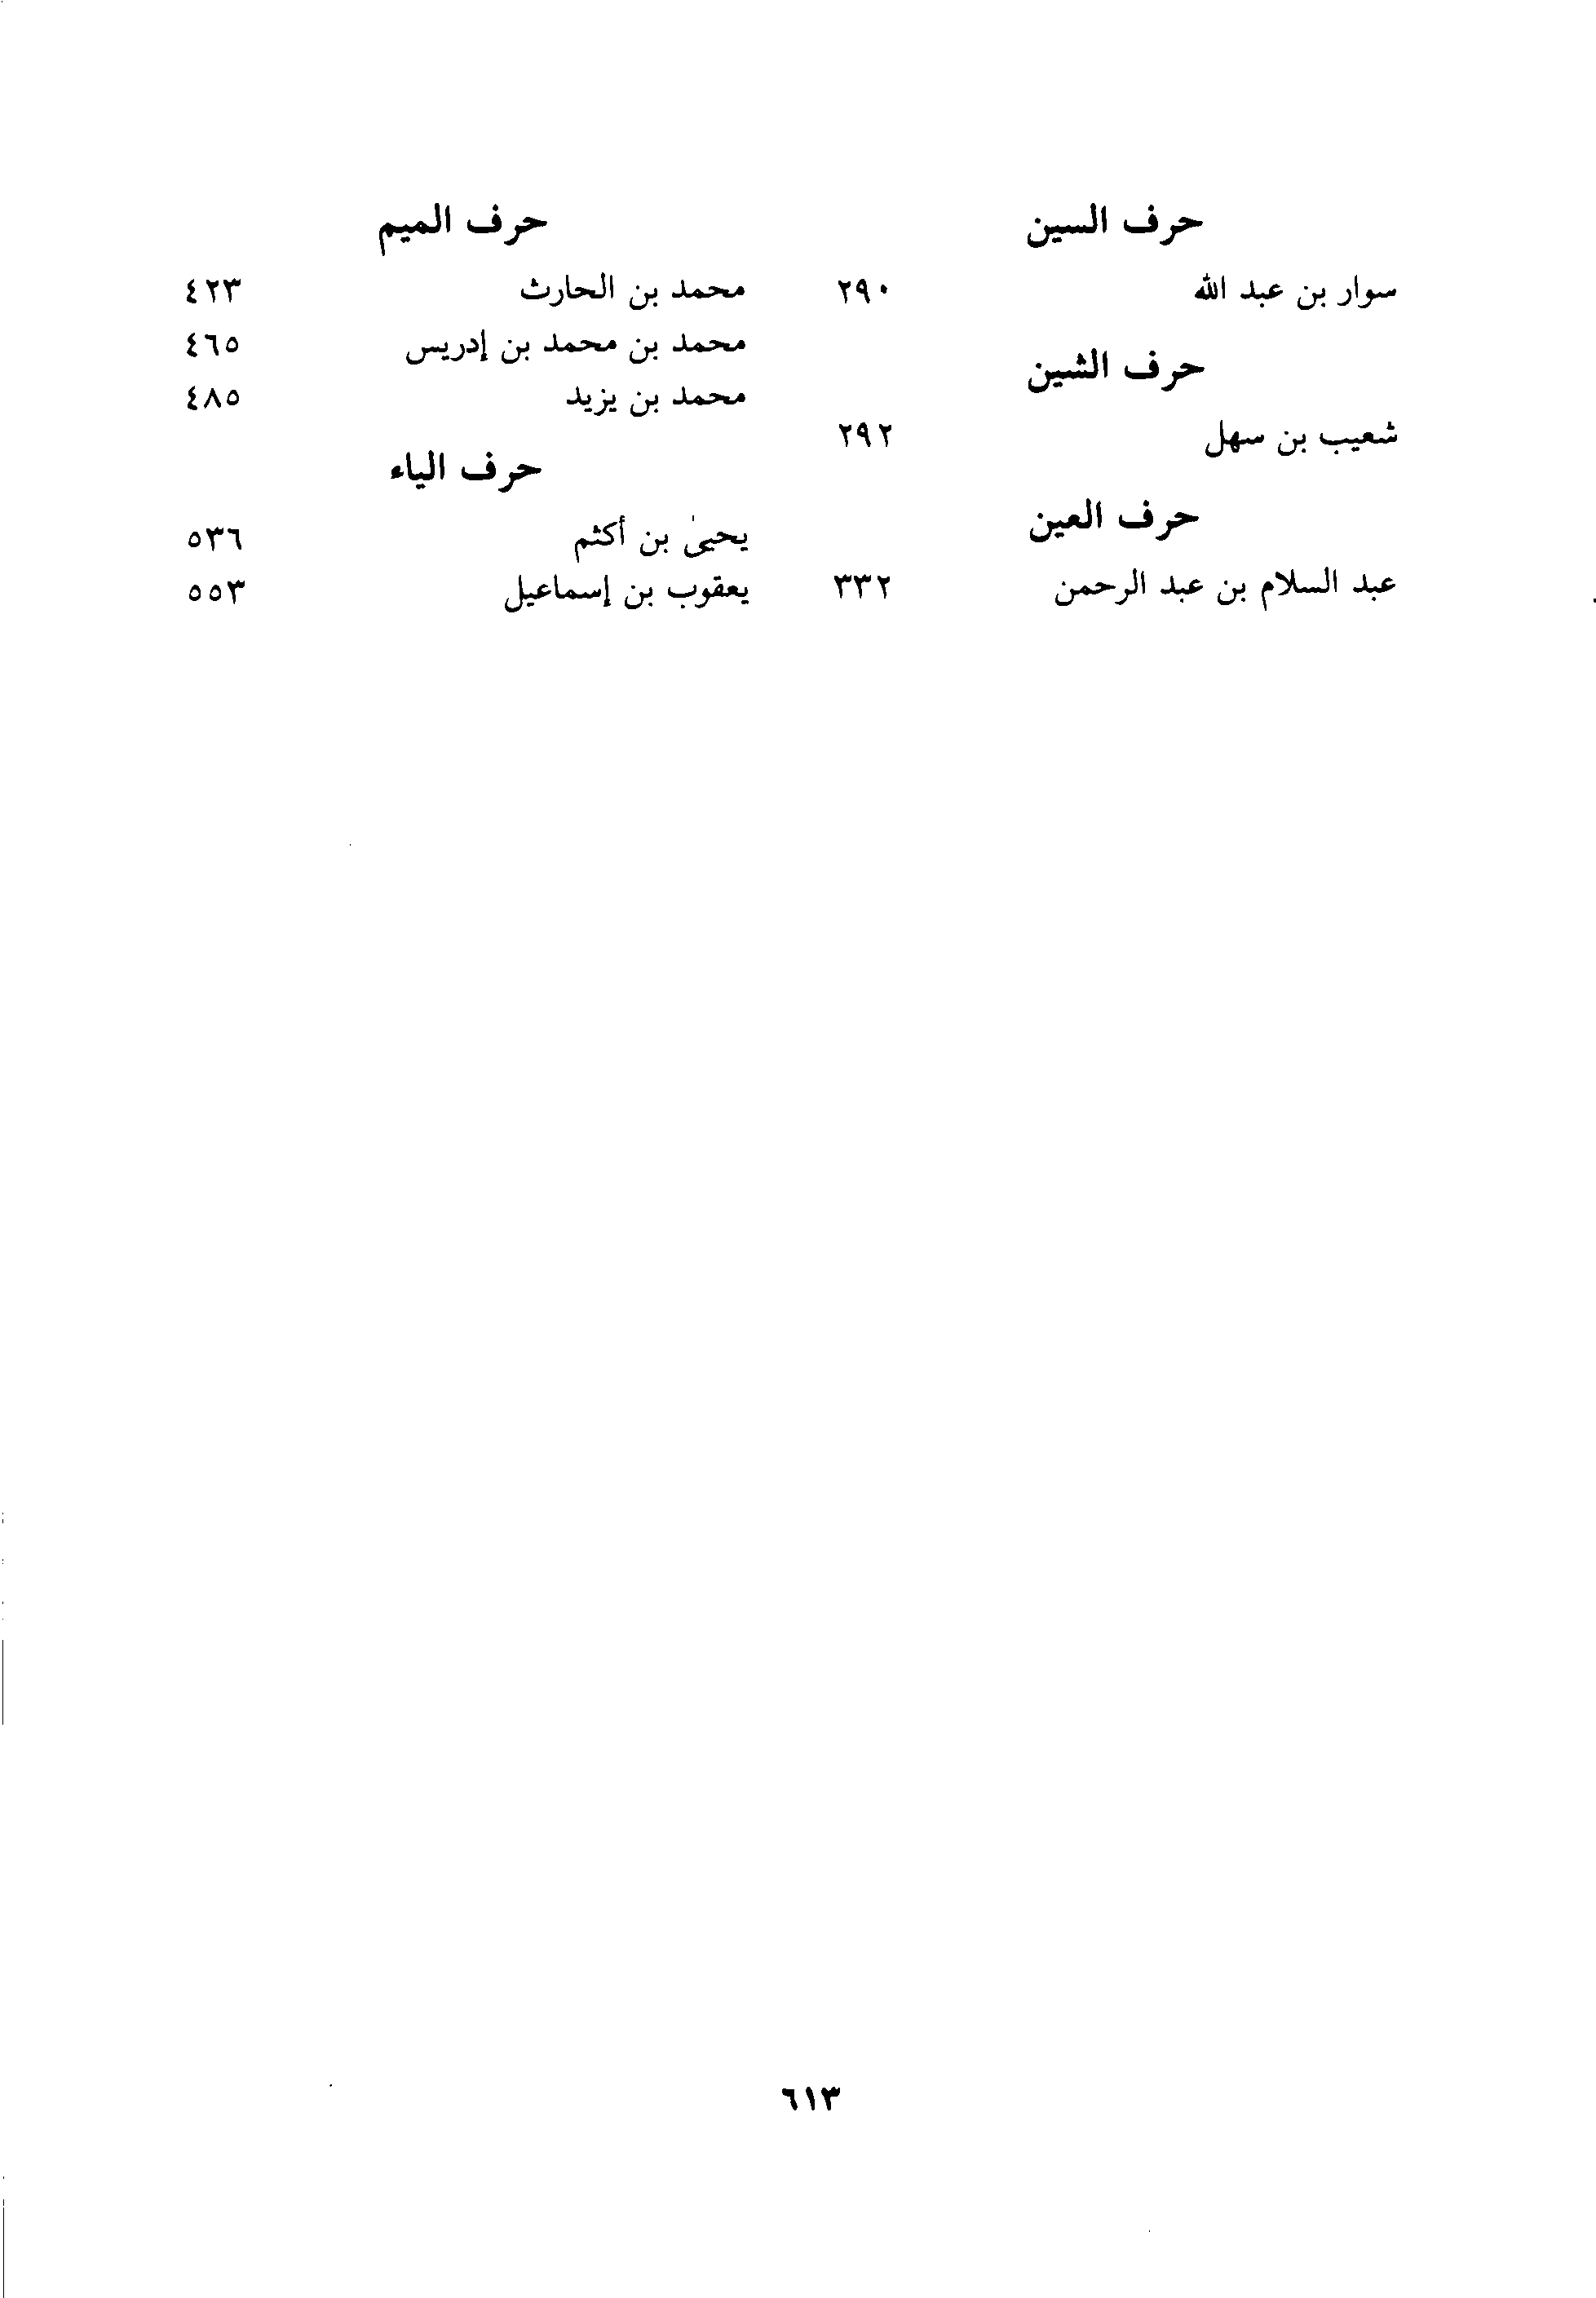 حرف السين
سوار بن عبد الله ٢٩٠
حرف الشين
شعيب بن سهل ٢٩٢
حرف العين
عبد السلام بن عبد الرحمن ٣٣٢
حرف الميم
محمد بن الحارث ٤٢٣
محمد بن محمد بن إدريس ٤٦٥
محمد بن يزيد ٤٨٥
حرف الياء
يحيىٰ بن أكثم ٥٣٦
يعقوب بن إسماعيل ٥٥٣
٦١٣